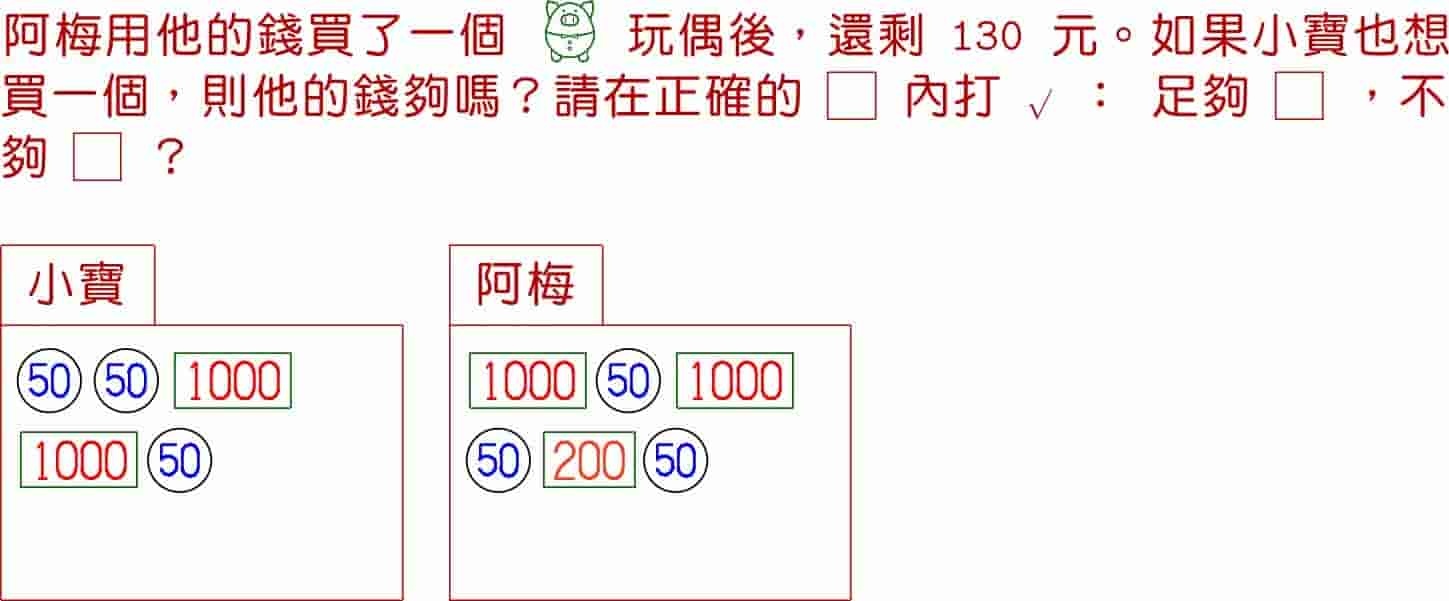 阿梅用他的錢買了一個 玩偶後，還剩 130 元。如果小寶也想
買一個，則他的錢夠嗎？請在正確的 □ 內打 √ ： 足夠 □ ，不
夠 □ ？
小寶
50 50 1000
1000 50
阿梅
1000 50 1000
50 200 50